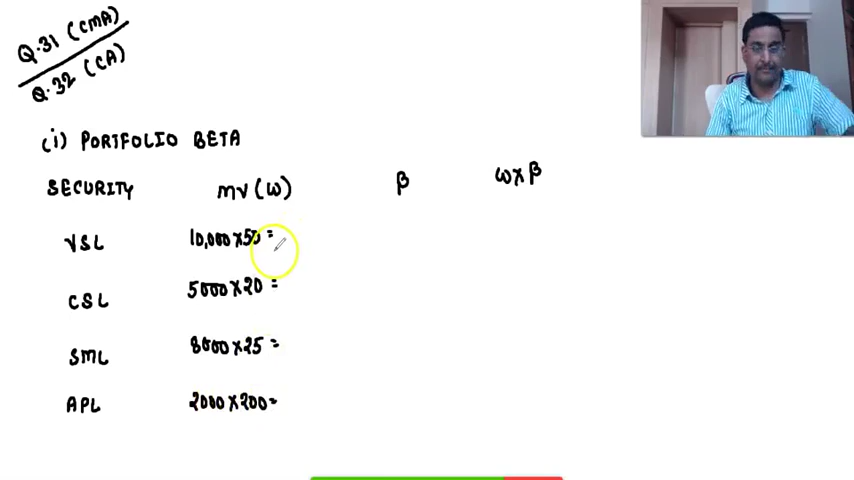 Q.31 (CMA)
Q.32 (CA)
(i) PORTFOLIO BETA
SECURITY MV (W) β W×β
VSL 10,000×50=
CSL 5000×20=
SML 8000×25=
APL 2000×200=